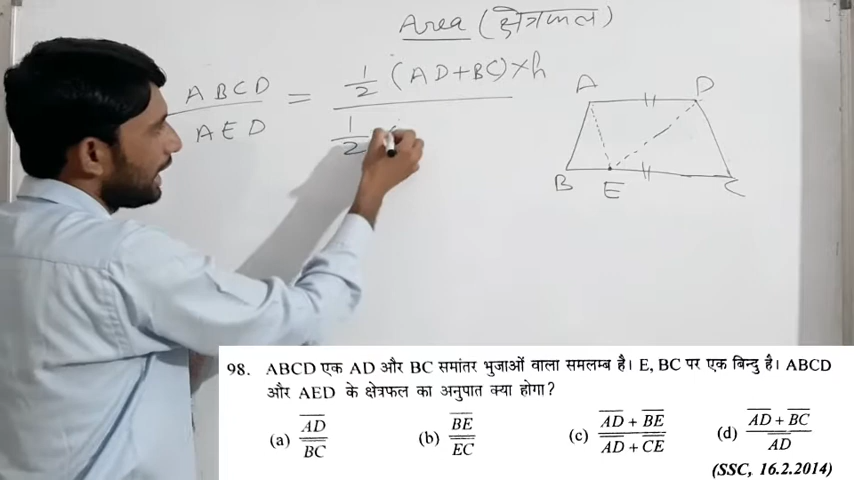 Area (क्षेत्रफल)
ABCD
AED
=
1/2 (AD+BC)×h
1/2
A D
B E C
98. ABCD एक AD और BC समांतर भुजाओं वाला समलम्ब है। E, BC पर एक बिन्दु है। ABCD
और AED के क्षेत्रफल का अनुपात क्या होगा?
(a) AD/BC (b) BE/EC (c) AD + BE/AD + CE (d) AD + BC/AD
(SSC, 16.2.2014)